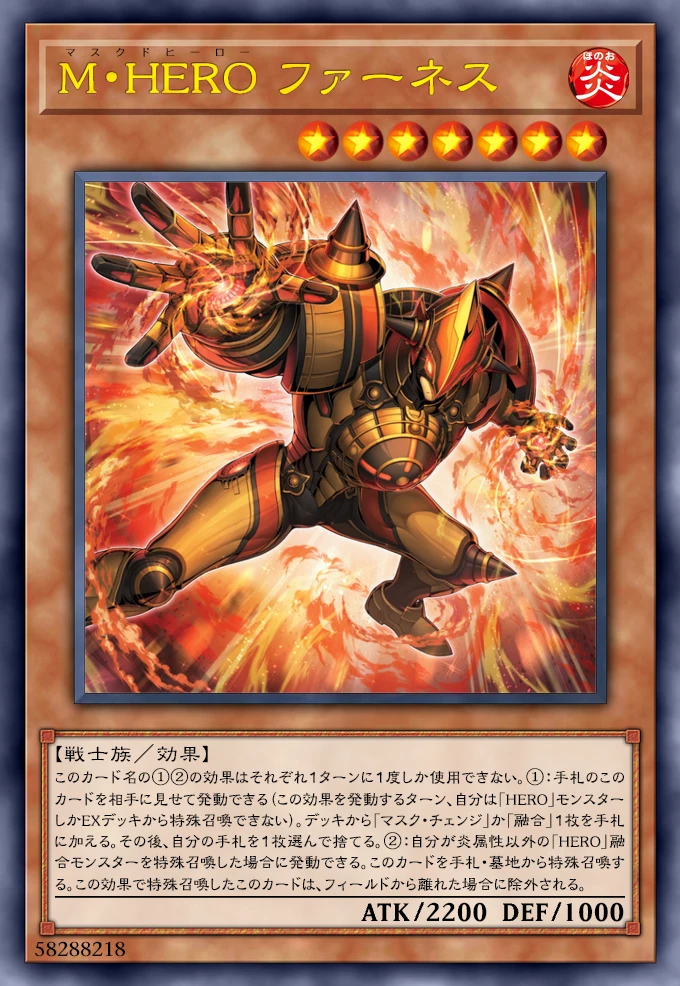 マスクドヒーロー
M・HERO ファーネス
ほのお
炎
【戦士族／効果】
このカード名の①②の効果はそれぞれ1ターンに1度しか使用できない。①：手札のこの
カードを相手に見せて発動できる（この効果を発動するターン、自分は「HERO」モンスター
しかEXデッキから特殊召喚できない）。デッキから「マスク・チェンジ」か「融合」1枚を手札
に加える。その後、自分の手札を1枚選んで捨てる。②：自分が炎属性以外の「HERO」融
合モンスターを特殊召喚した場合に発動できる。このカードを手札・墓地から特殊召喚す
る。この効果で特殊召喚したこのカードは、フィールドから離れた場合に除外される。
ATK/2200 DEF/1000
58288218